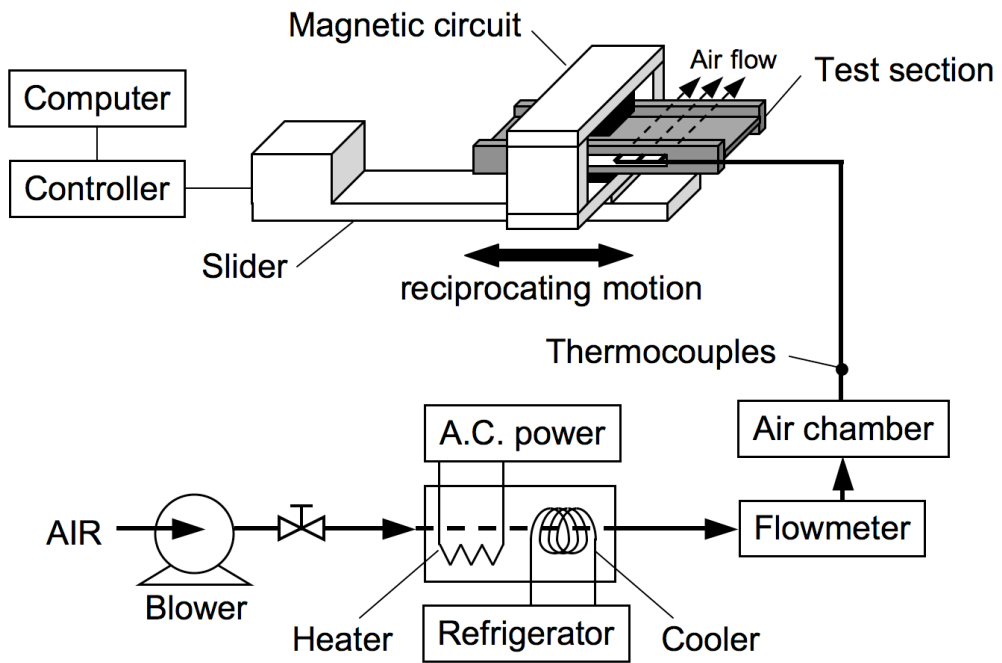 Magnetic circuit
Air flow
Test section
Computer
Controller
Slider
reciprocating motion
Thermocouples
A.C. power
Air chamber
AIR
Flowmeter
Blower
Heater
Refrigerator
Cooler